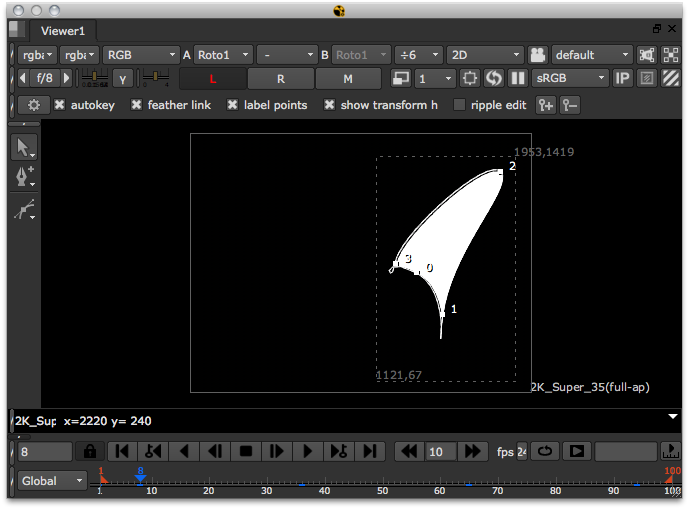 Viewer1
rgba rgba RGB A Roto1 - B Roto1 ÷6 2D default
f/8 γ L R M 1 sRGB IP
autokey feather link label points show transform h ripple edit
1953,1419
2
3
0
1
1121,67
2K_Super_35(full-ap)
2K_Sup x=2220 y= 240
8 10 fps 24
1 8 100
Global 1 10 20 30 40 50 60 70 80 90 100